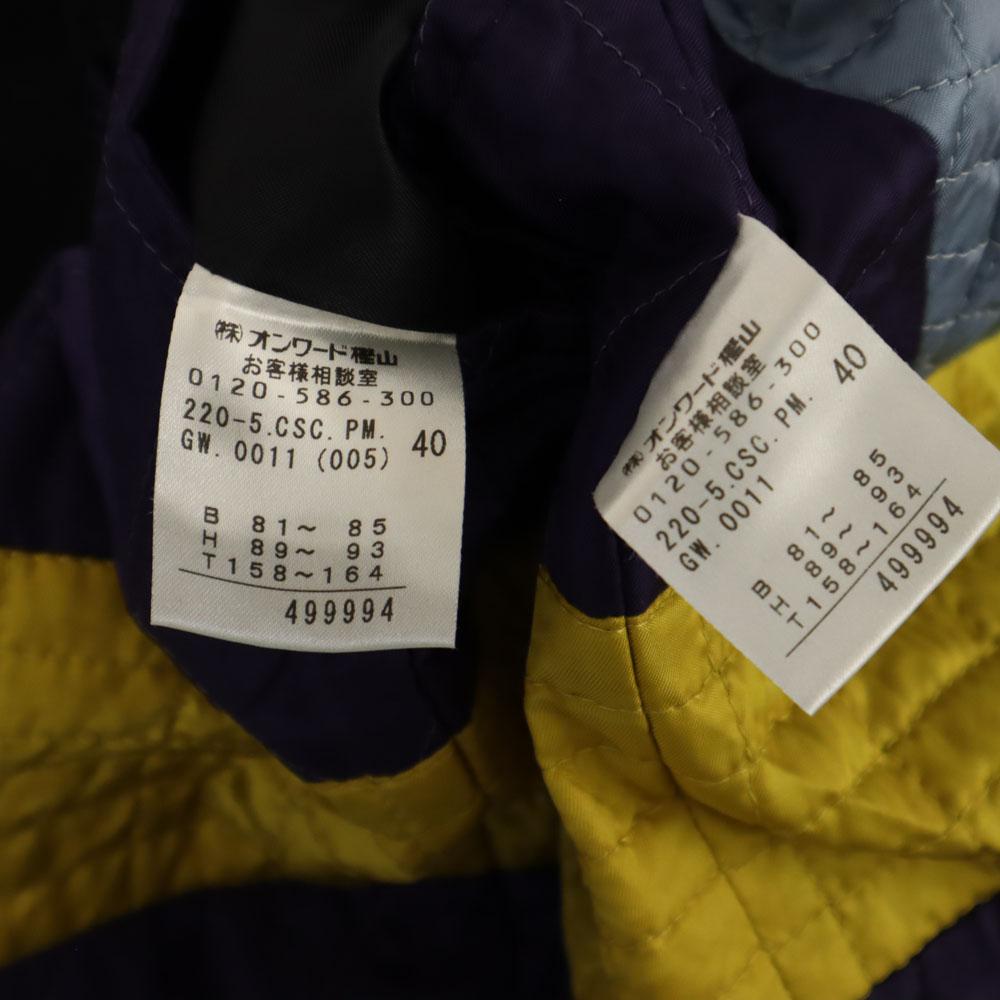 ㈱オンワード樫山
お客様相談室
0120-586-300
220-5.CSC.PM.
GW.0011 (005) 40
B 81～ 85
H 89～ 93
T 158～164
499994
㈱オンワード樫山
お客様相談室
0120-586-300
220-5.CSC.PM. 40
GW.0011
B 81～ 85
H 89～ 93
T 158～164
499994